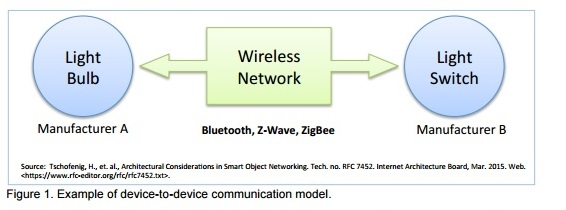 Light
Bulb
Wireless
Network
Light
Switch
Manufacturer A
Bluetooth, Z-Wave, ZigBee
Manufacturer B
Source: Tschofenig, H., et. al., Architectural Considerations in Smart Object Networking. Tech. no. RFC 7452. Internet Architecture Board, Mar. 2015. Web.
<https://www.rfc-editor.org/rfc/rfc7452.txt>.
Figure 1. Example of device-to-device communication model.